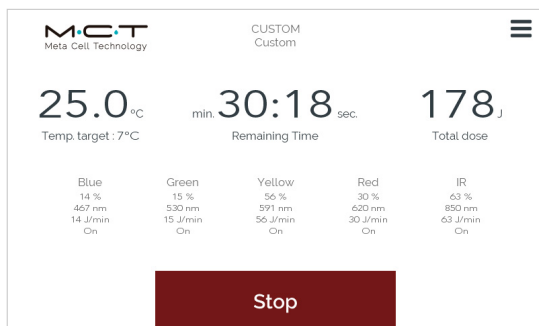 M·C·T
Meta Cell Technology
CUSTOM
Custom
25.0 °C
Temp. target : 7°C
min. 30:18 sec.
Remaining Time
178 J
Total dose
Blue
14 %
467 nm
14 J/min
On
Green
15 %
530 nm
15 J/min
On
Yellow
56 %
591 nm
56 J/min
On
Red
30 %
620 nm
30 J/min
On
IR
63 %
850 nm
63 J/min
On
Stop